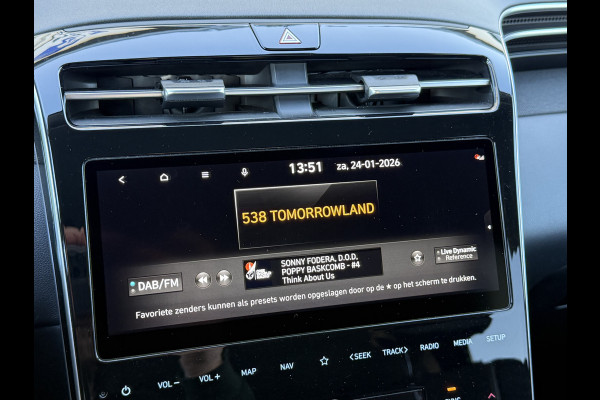 13:51 za, 24-01-2026
538 TOMORROWLAND
DAB/FM
SONNY FODERA, D.O.D.
POPPY BASKCOMB - #4
Think About Us
Live Dynamic
Reference
Favoriete zenders kunnen als presets worden opgeslagen door op de ★ op het scherm te drukken.
VOL −
VOL +
MAP
NAV
<SEEK
TRACK>
RADIO
MEDIA
SETUP
SYNC